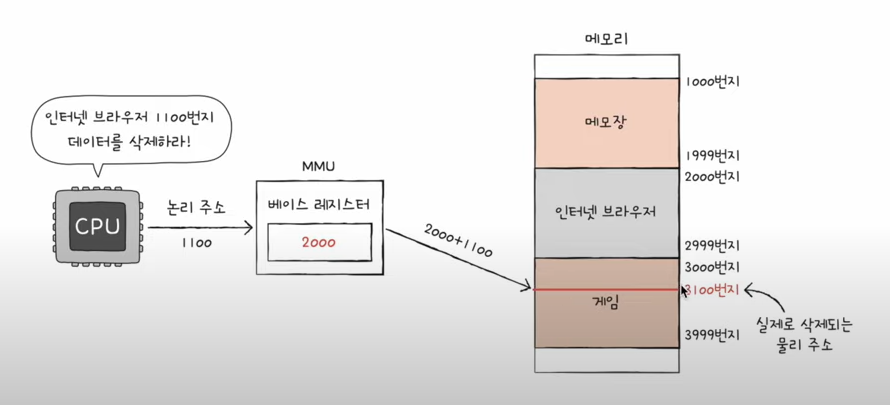 인터넷 브라우저 1100번지
데이터를 삭제하라!
CPU
논리 주소
1100
MMU
베이스 레지스터
2000
2000+1100
메모리
1000번지
메모장
1999번지
2000번지
인터넷 브라우저
2999번지
3000번지
3100번지
게임
3999번지
실제로 삭제되는
물리 주소